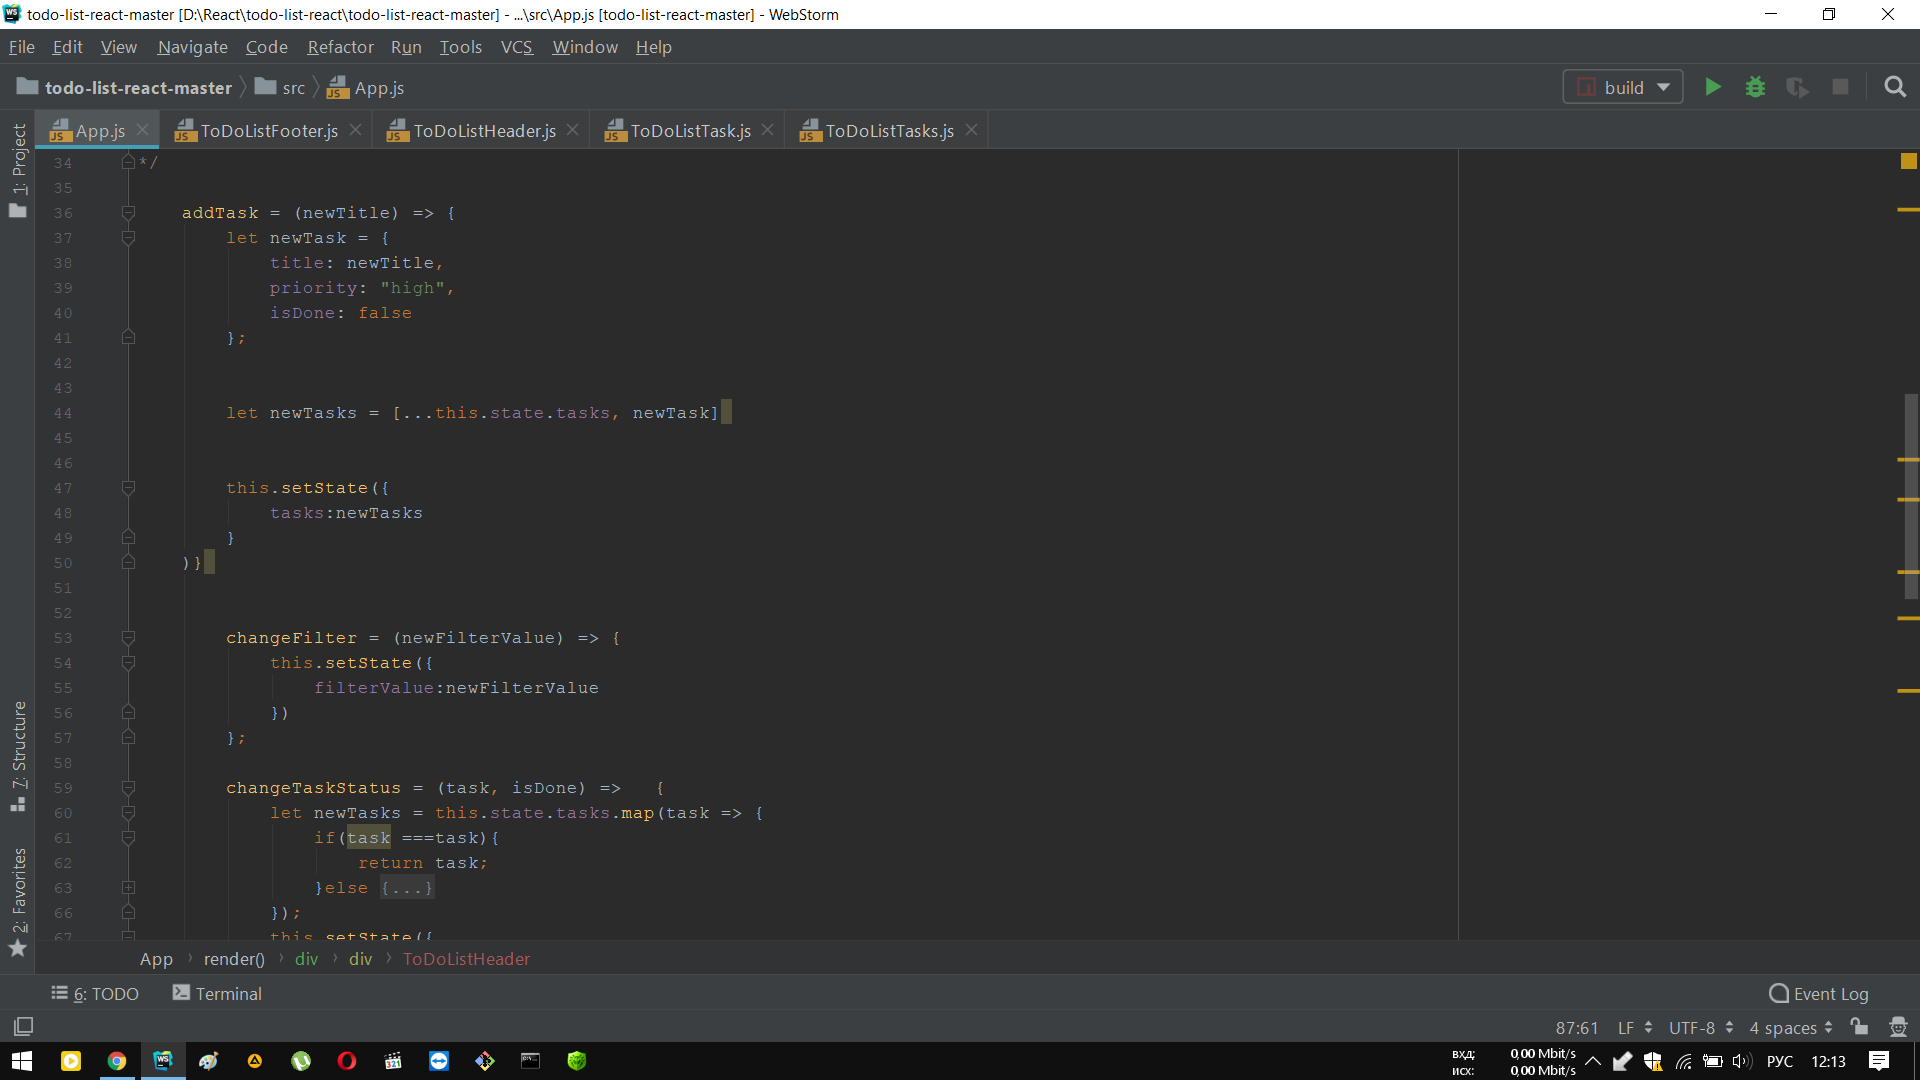 todo-list-react-master [D:\React\todo-list-react\todo-list-react-master] - ...\src\App.js [todo-list-react-master] - WebStorm
File Edit View Navigate Code Refactor Run Tools VCS Window Help
todo-list-react-master src App.js build
App.js ToDoListFooter.js ToDoListHeader.js ToDoListTask.js ToDoListTasks.js
1: Project
7: Structure
2: Favorites
34 */
35
36 addTask = (newTitle) => {
37 let newTask = {
38 title: newTitle,
39 priority: "high",
40 isDone: false
41 };
42
43
44 let newTasks = [...this.state.tasks, newTask]
45
46
47 this.setState({
48 tasks:newTasks
49 }
50 )}
51
52
53 changeFilter = (newFilterValue) => {
54 this.setState({
55 filterValue:newFilterValue
56 })
57 };
58
59 changeTaskStatus = (task, isDone) =>   {
60 let newTasks = this.state.tasks.map(task => {
61 if(task ===task){
62 return task;
63 }else {...}
66 });
67 this.setState({
App › render() › div › div › ToDoListHeader
6: TODO Terminal Event Log
87:61 LF UTF-8 4 spaces
вхд: 0,00 Mbit/s
исх: 0,00 Mbit/s
РУС 12:13